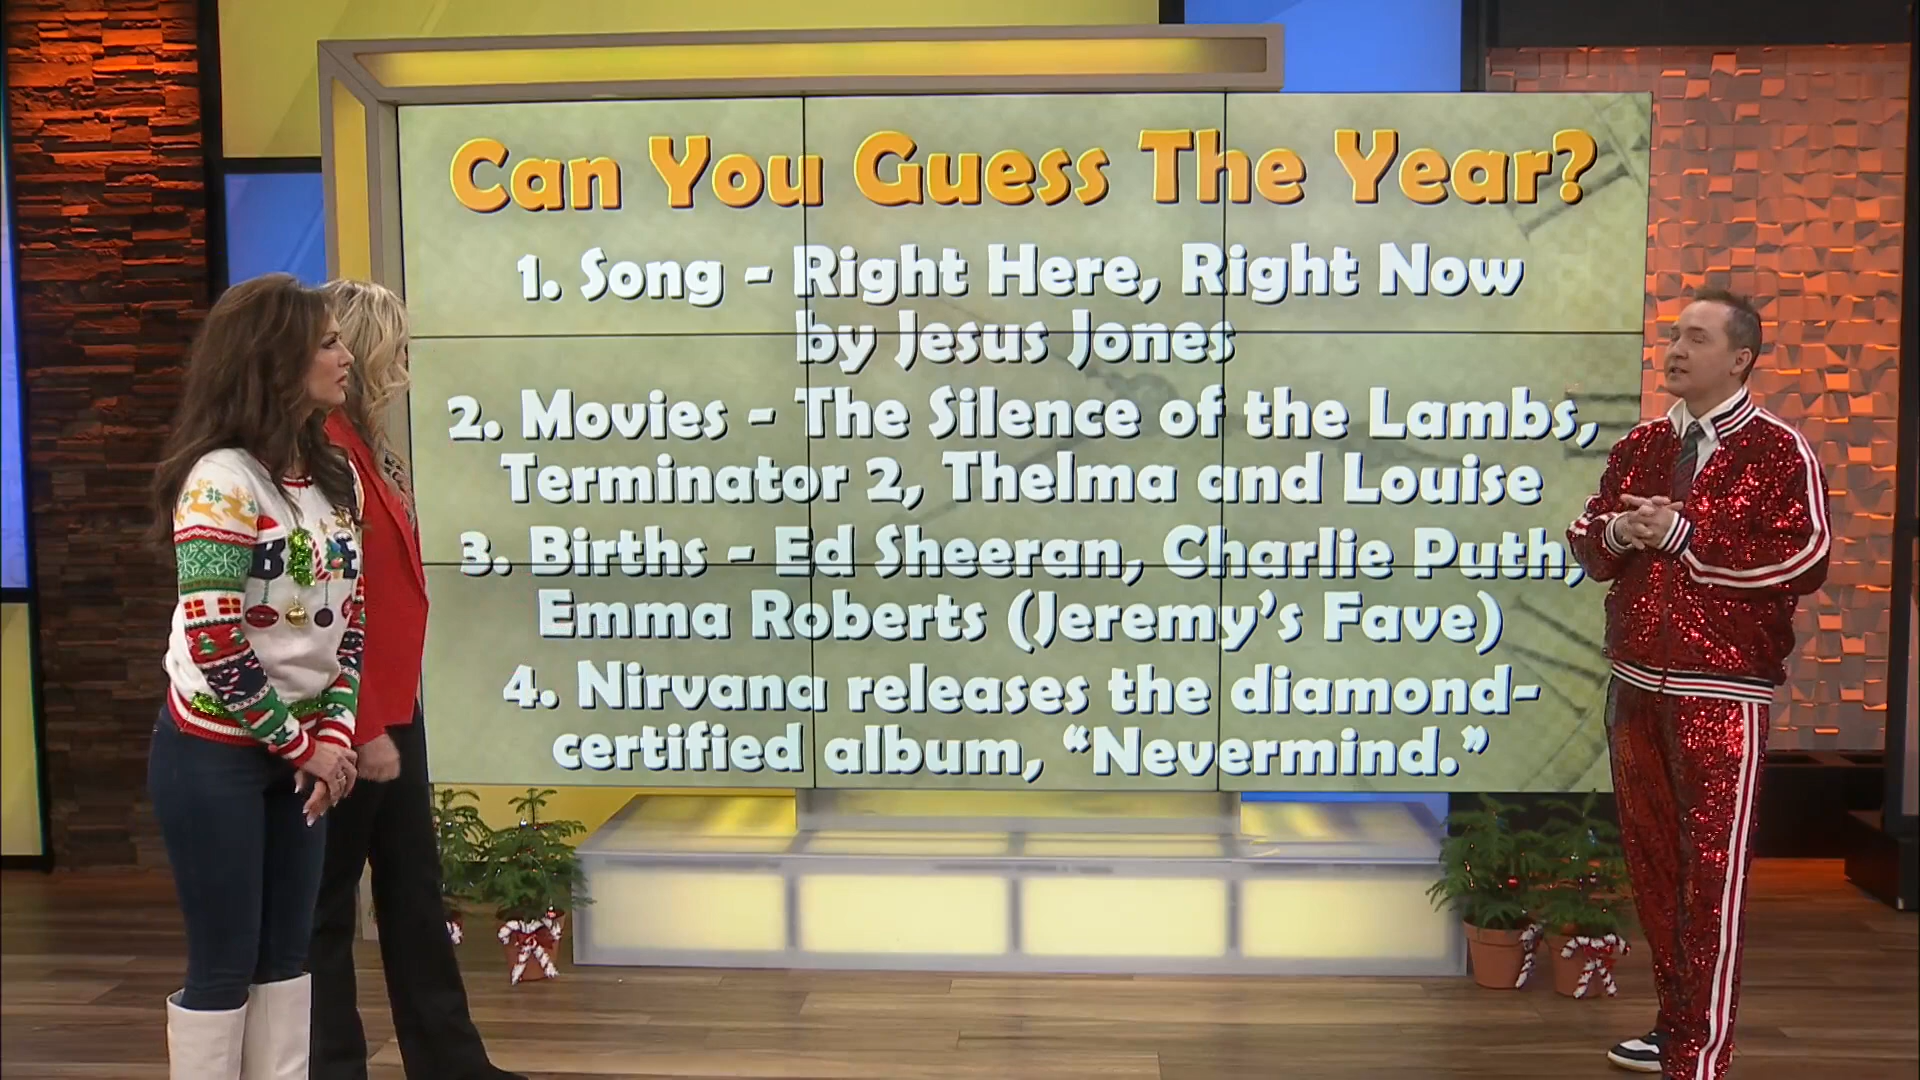 Can You Guess The Year?
1. Song - Right Here, Right Now
by Jesus Jones
2. Movies - The Silence of the Lambs,
Terminator 2, Thelma and Louise
3. Births - Ed Sheeran, Charlie Puth,
Emma Roberts (Jeremy's Fave)
4. Nirvana releases the diamond-
certified album, “Nevermind.”